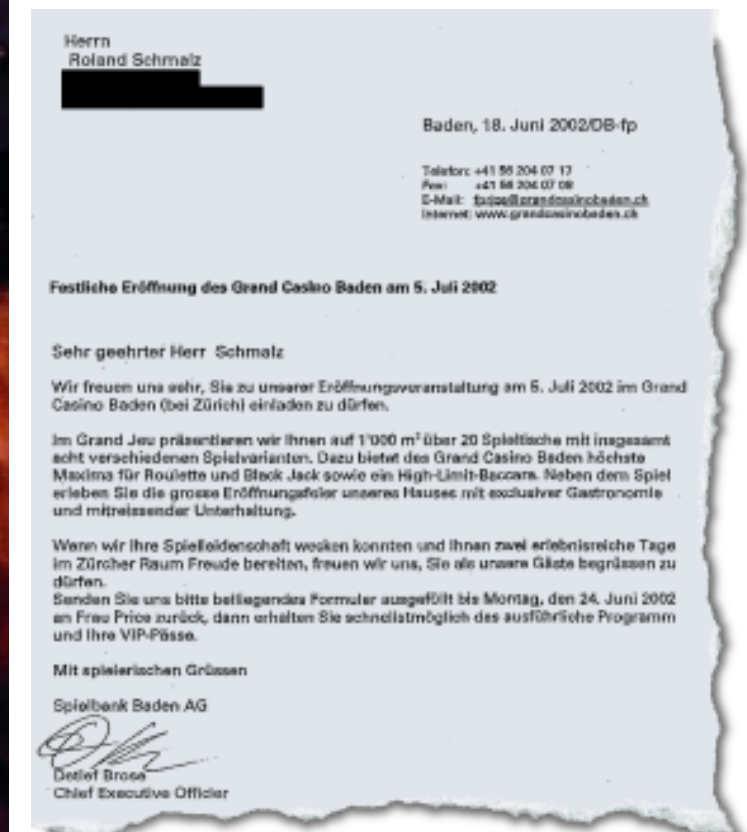 Herrn
Roland Schmalz
Baden, 18. Juni 2002/DB-fp
Telefon: +41 56 204 07 17
Fax: +41 56 204 07 08
E-Mail: @grandcasinobaden.ch
Internet: www.grandcasinobaden.ch
Festliche Eröffnung des Grand Casino Baden am 5. Juli 2002
Sehr geehrter Herr Schmalz
Wir freuen uns sehr, Sie zu unserer Eröffnungsveranstaltung am 5. Juli 2002 im Grand
Casino Baden (bei Zürich) einladen zu dürfen.
Im Grand Jeu präsentieren wir Ihnen auf 1'000 m² über 20 Spieltische mit insgesamt
acht verschiedenen Spielvarianten. Dazu bietet das Grand Casino Baden höchste
Maxima für Roulette und Black Jack sowie ein High-Limit-Baccara. Neben dem Spiel
erleben Sie die grosse Eröffnungsfeier unseres Hauses mit exclusiver Gastronomie
und mitreissender Unterhaltung.
Wenn wir Ihre Spielleidenschaft wecken konnten und Ihnen zwei erlebnisreiche Tage
im Zürcher Raum Freude bereiten, freuen wir uns, Sie als unsere Gäste begrüssen zu
dürfen.
Senden Sie uns bitte beiliegendes Formular ausgefüllt bis Montag, den 24. Juni 2002
an Frau Price zurück, dann erhalten Sie schnellstmöglich das ausführliche Programm
und Ihre VIP-Pässe.
Mit spielerischen Grüssen
Spielbank Baden AG
Detlef Brose
Chief Executive Officier